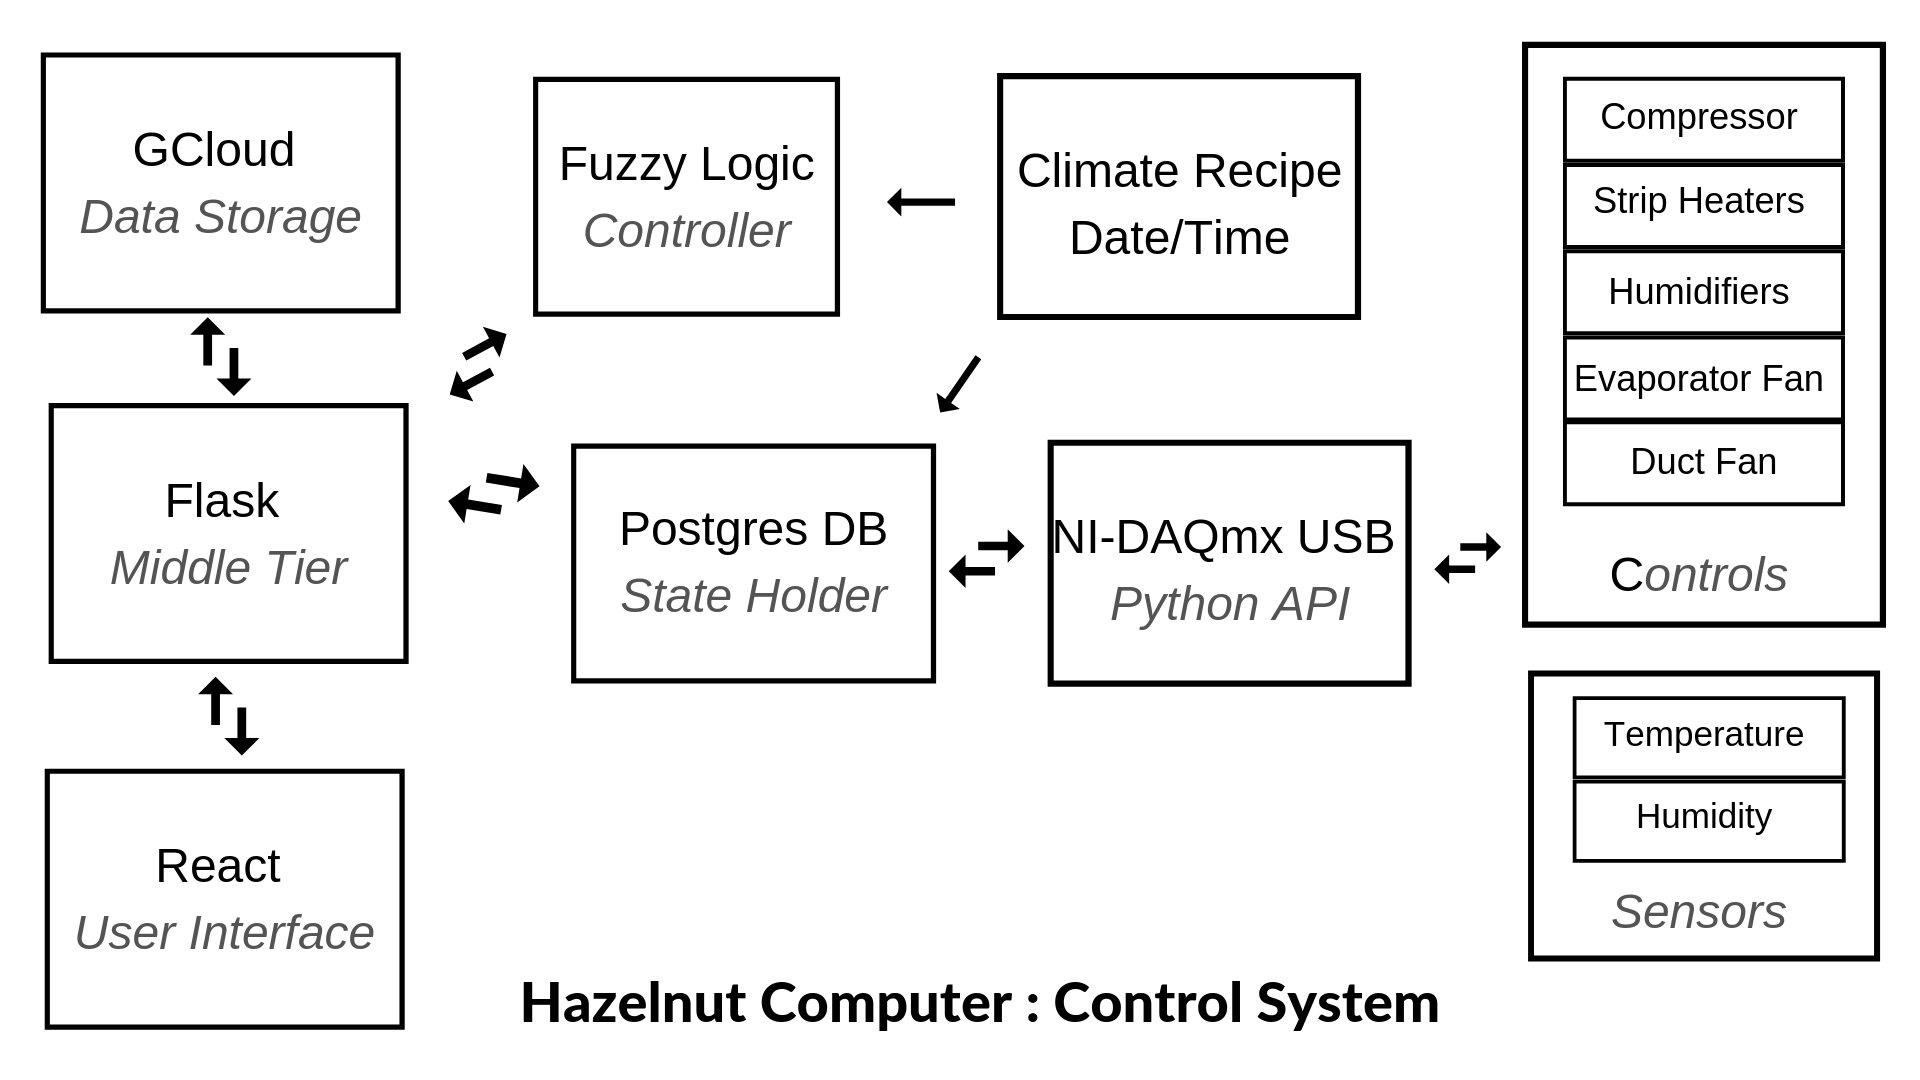 GCloud
Data Storage
Fuzzy Logic
Controller
Climate Recipe
Date/Time
Compressor
Strip Heaters
Humidifiers
Evaporator Fan
Duct Fan
Controls
Flask
Middle Tier
Postgres DB
State Holder
NI-DAQmx USB
Python API
Temperature
Humidity
Sensors
React
User Interface
Hazelnut Computer : Control System